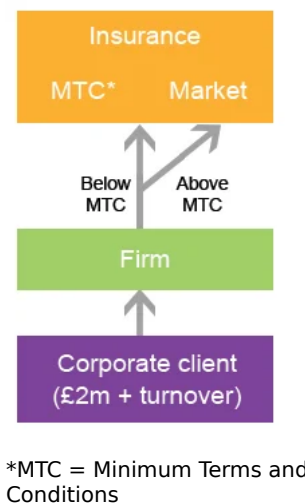 Insurance
MTC* Market
Below Above
MTC MTC
Firm
Corporate client
(£2m + turnover)
*MTC = Minimum Terms and
Conditions